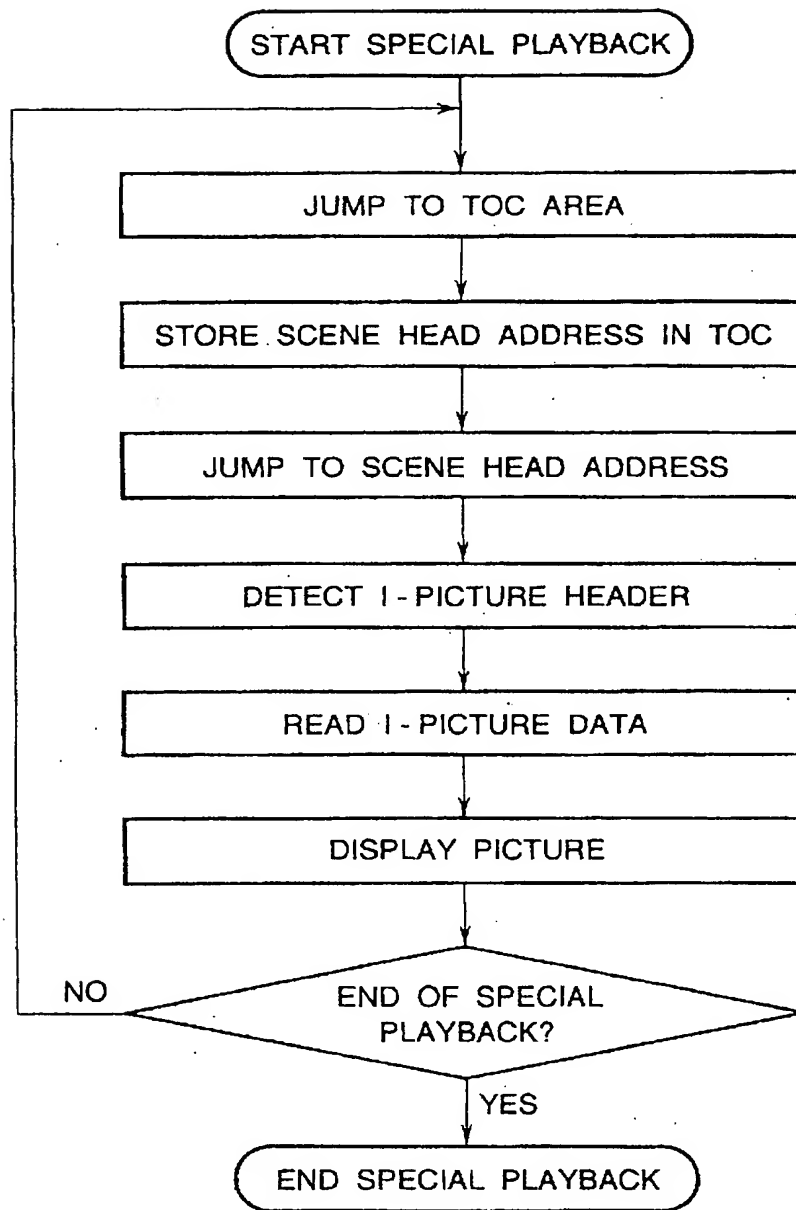 START SPECIAL PLAYBACK
JUMP TO TOC AREA
STORE SCENE HEAD ADDRESS IN TOC
JUMP TO SCENE HEAD ADDRESS
DETECT I-PICTURE HEADER
READ I-PICTURE DATA
DISPLAY PICTURE
NO
END OF SPECIAL
PLAYBACK?
YES
END SPECIAL PLAYBACK